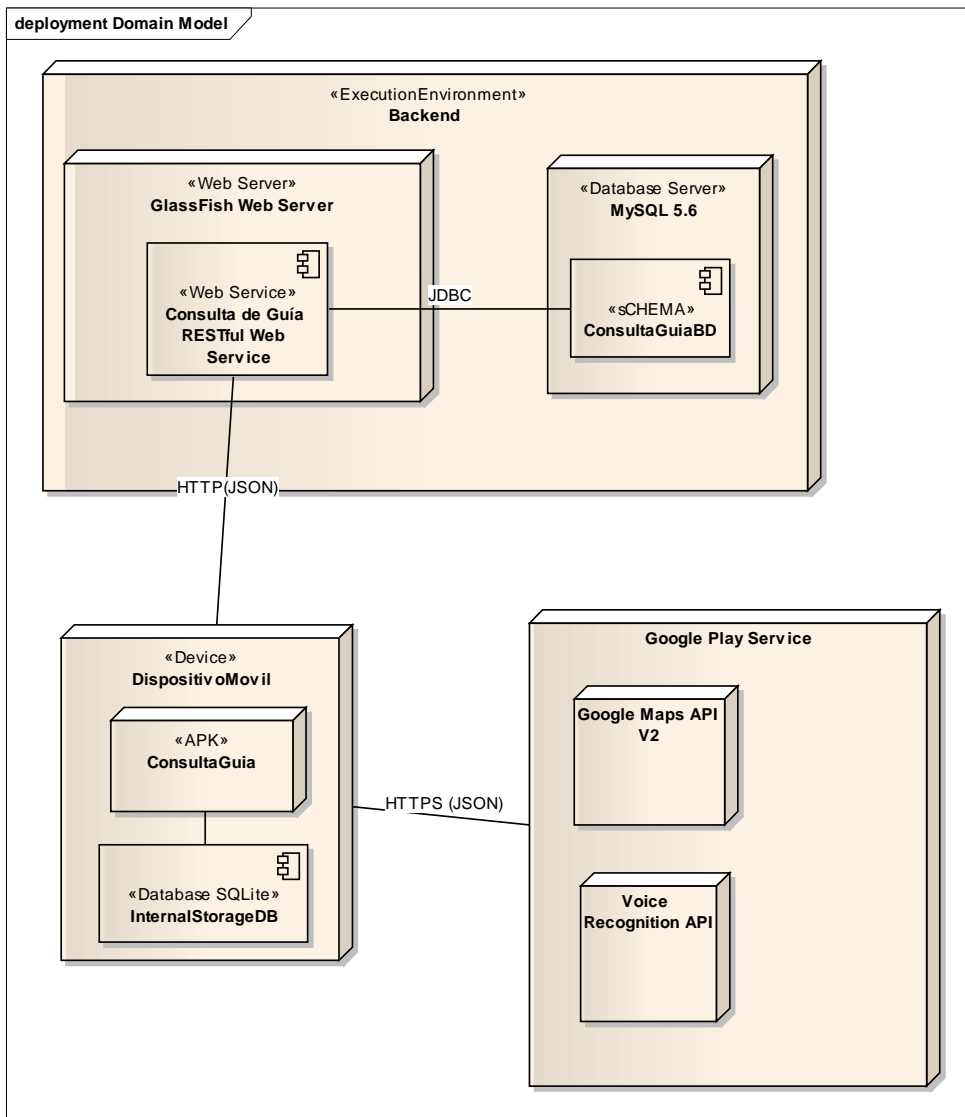 deployment Domain Model
«ExecutionEnvironment»
Backend
«Web Server»
GlassFish Web Server
«Web Service»
Consulta de Guía
RESTful Web
Service
JDBC
«Database Server»
MySQL 5.6
«sCHEMA»
ConsultaGuiaBD
HTTP(JSON)
«Device»
DispositivoMovil
«APK»
ConsultaGuia
«Database SQLite»
InternalStorageDB
HTTPS (JSON)
Google Play Service
Google Maps API
V2
Voice
Recognition API